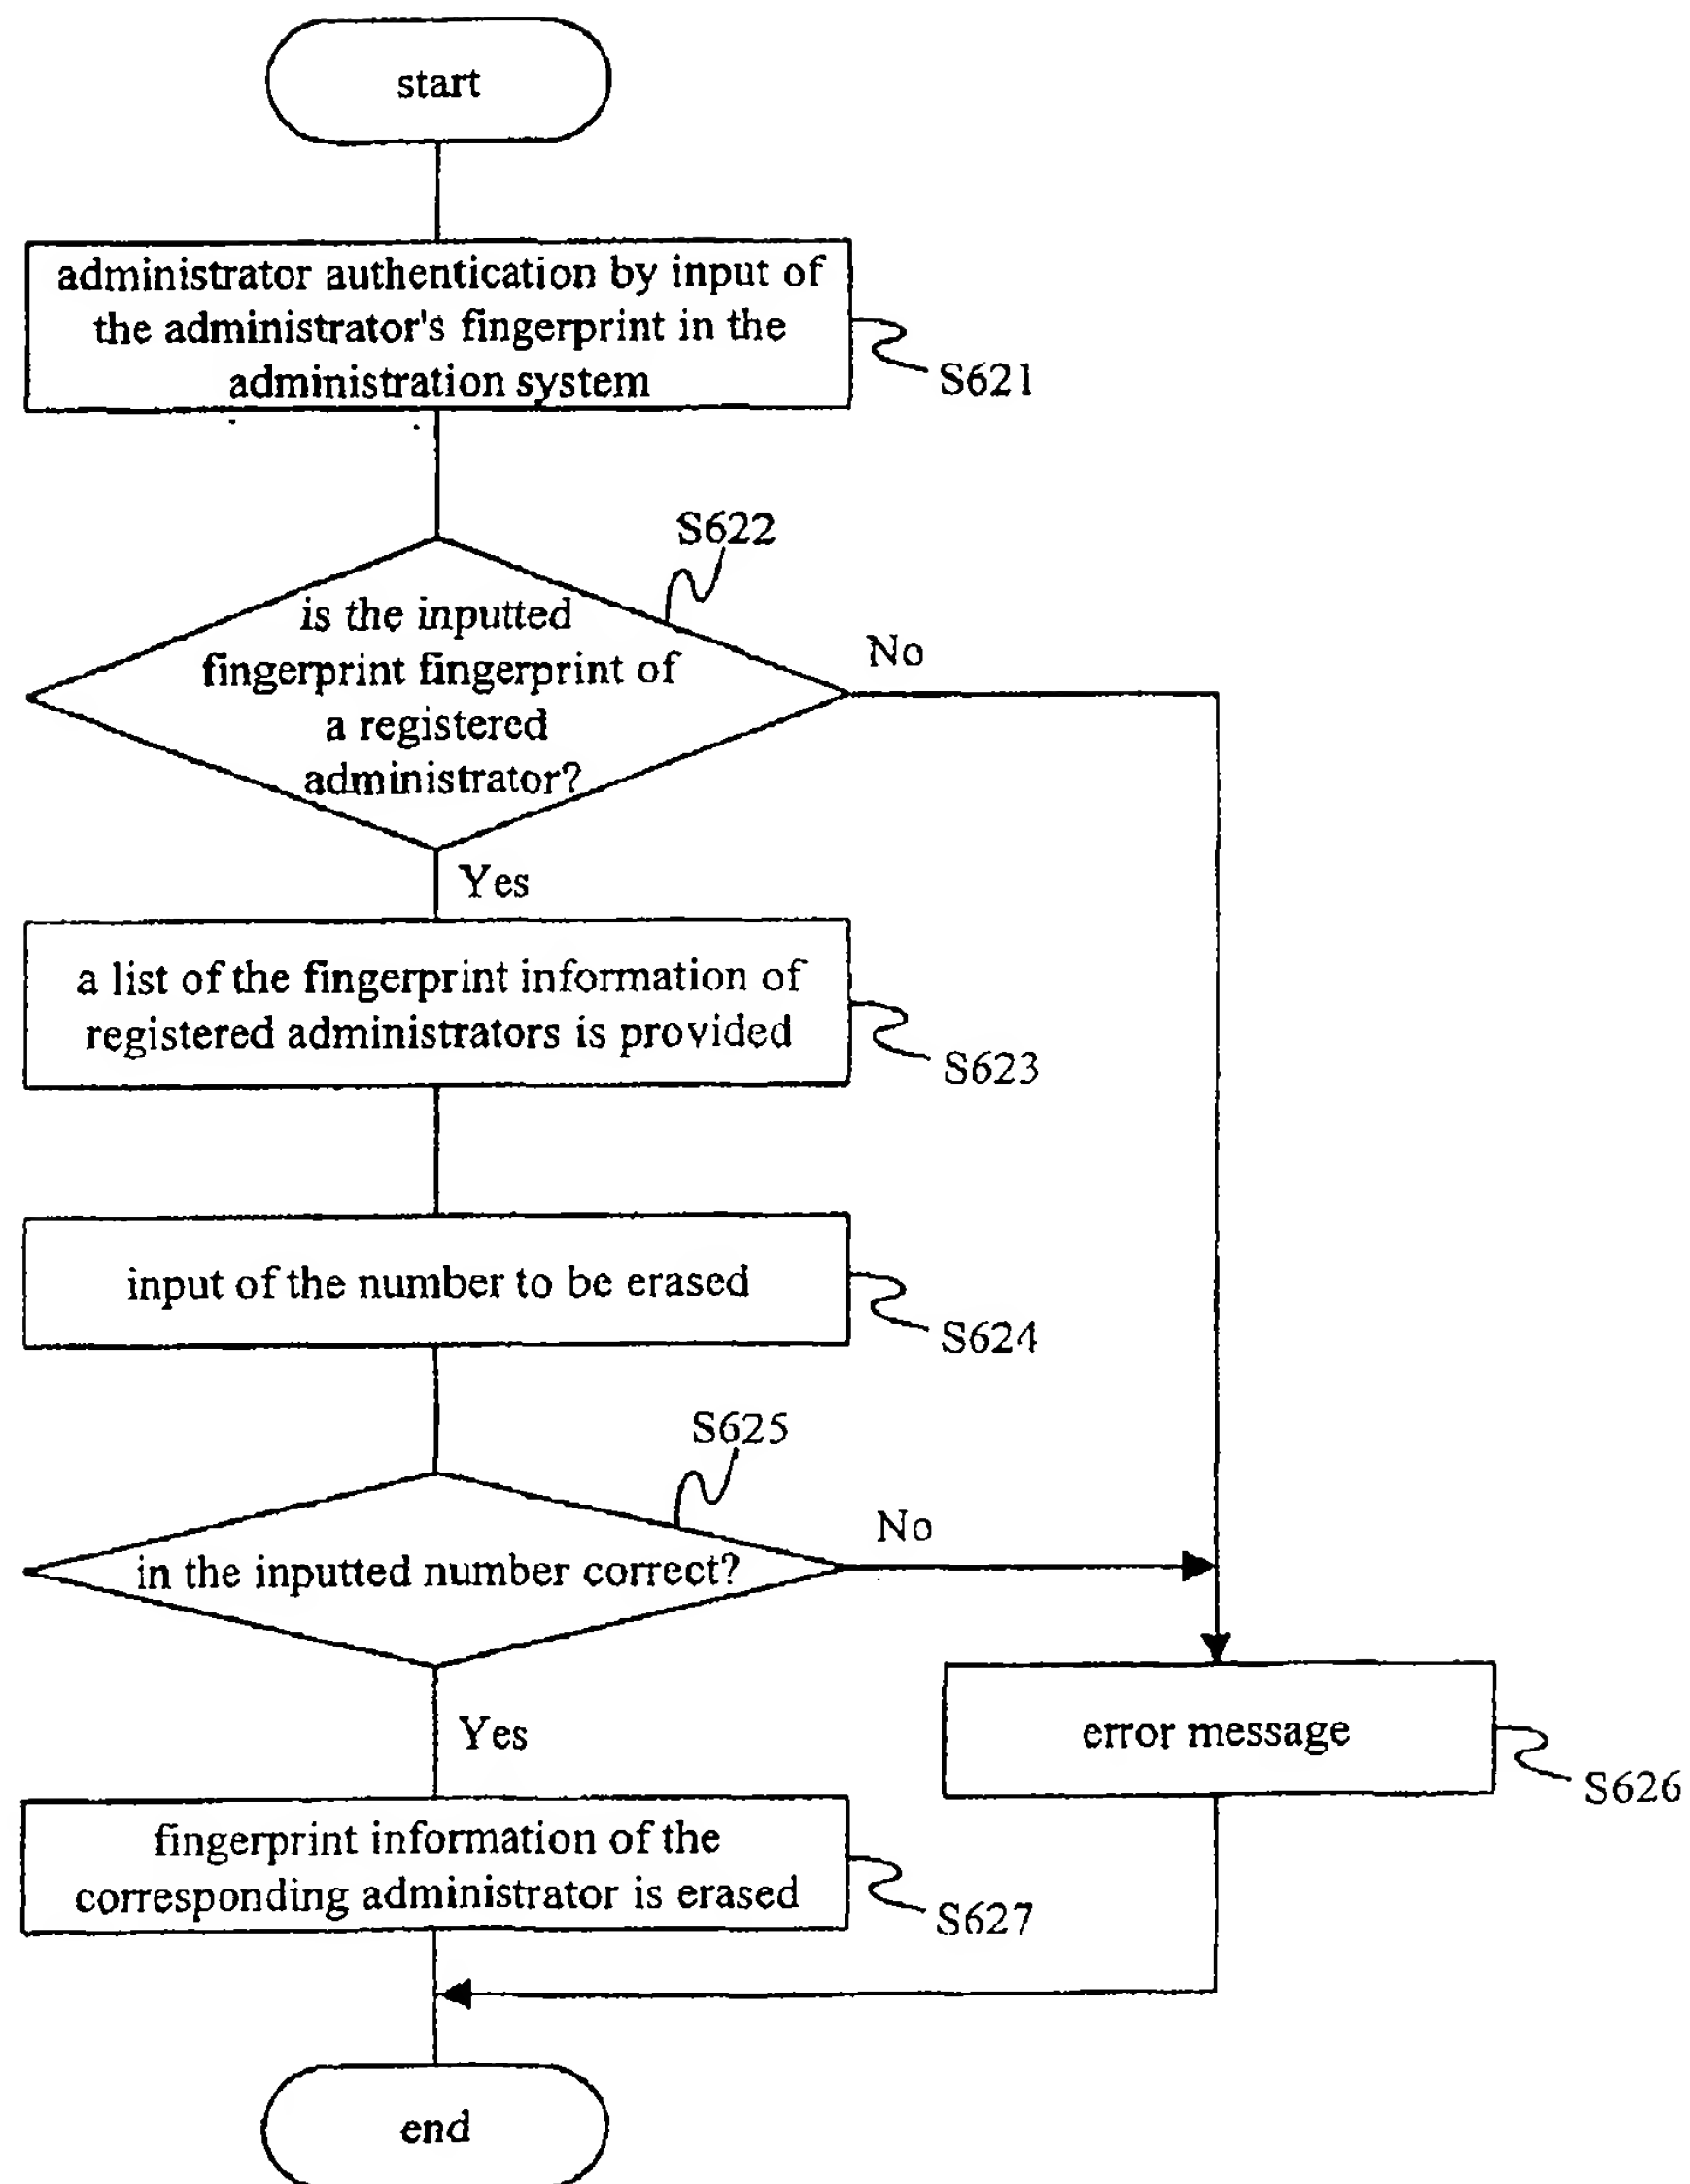 start
administrator authentication by input of
the administrator's fingerprint in the
administration system
S621
S622
is the inputted
fingerprint fingerprint of
a registered
administrator?
No
Yes
a list of the fingerprint information of
registered administrators is provided
S623
input of the number to be erased
S624
S625
in the inputted number correct?
No
Yes
error message
S626
fingerprint information of the
corresponding administrator is erased
S627
end